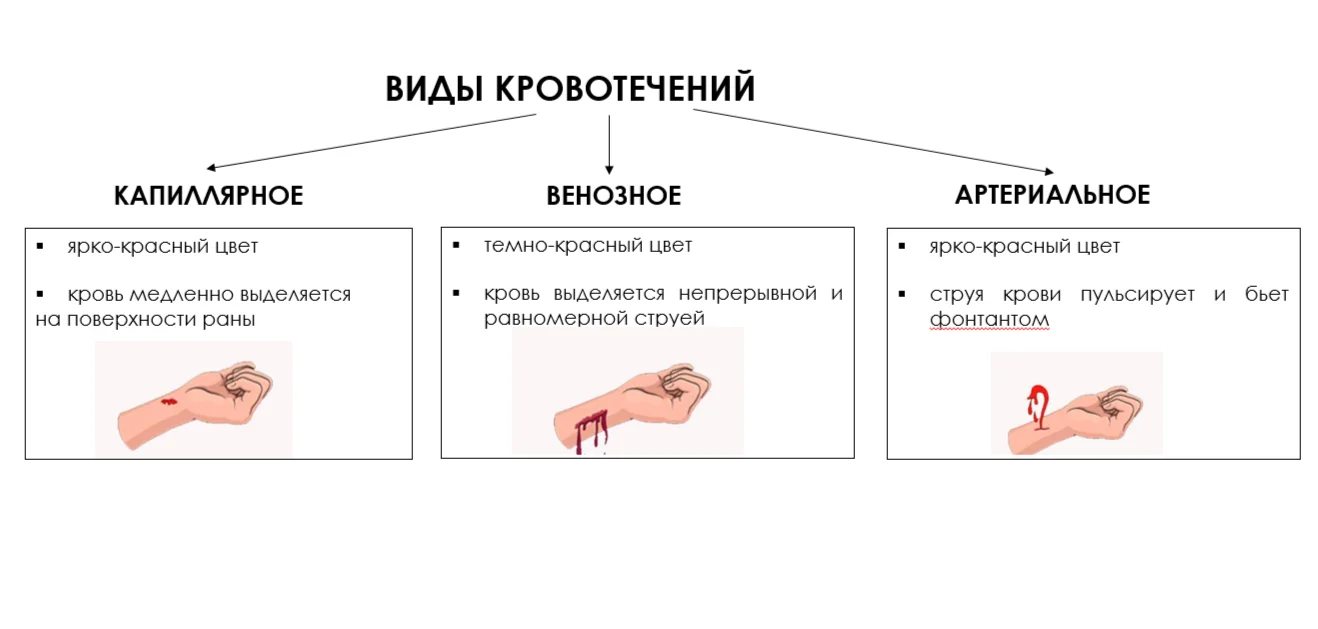 ВИДЫ КРОВОТЕЧЕНИЙ
КАПИЛЛЯРНОЕ
▪ ярко-красный цвет
▪ кровь медленно выделяется
на поверхности раны
ВЕНОЗНОЕ
▪ темно-красный цвет
▪ кровь выделяется непрерывной и
равномерной струей
АРТЕРИАЛЬНОЕ
▪ ярко-красный цвет
▪ струя крови пульсирует и бьет
фонтантом